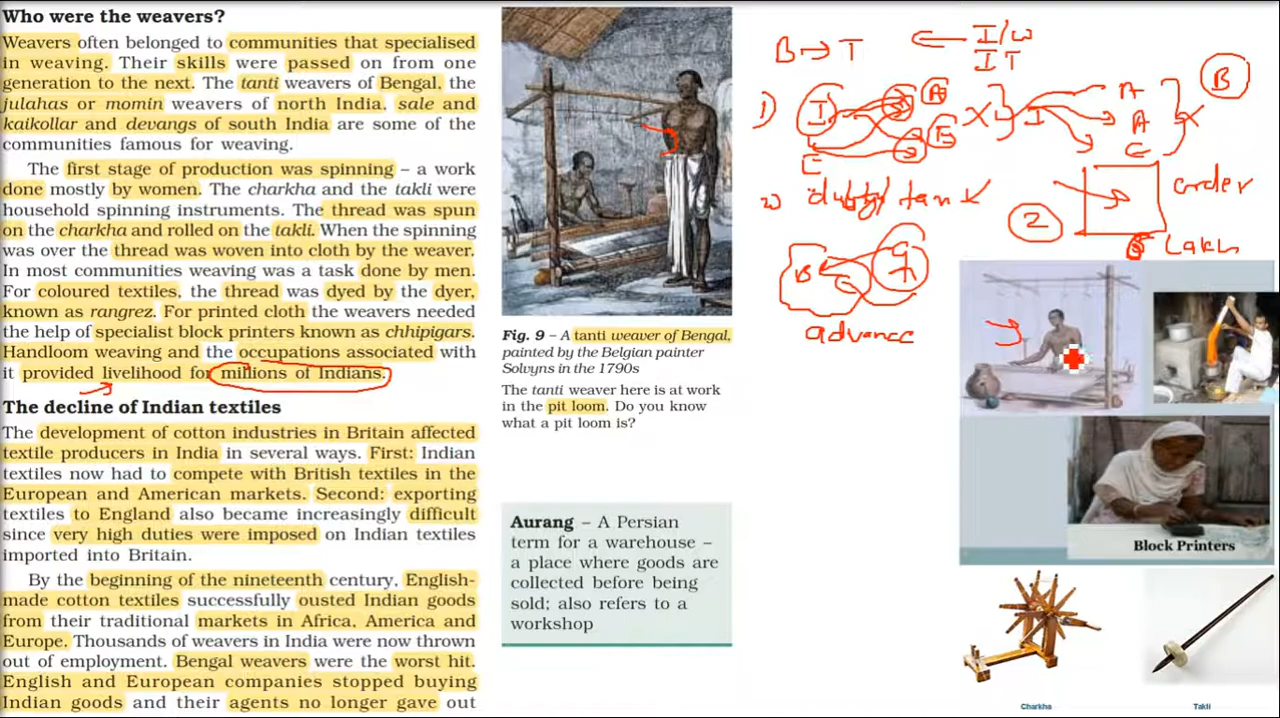 Who were the weavers?
Weavers often belonged to communities that specialised
in weaving. Their skills were passed on from one
generation to the next. The tanti weavers of Bengal, the
julahas or momin weavers of north India, sale and
kaikollar and devangs of south India are some of the
communities famous for weaving.
The first stage of production was spinning – a work
done mostly by women. The charkha and the takli were
household spinning instruments. The thread was spun
on the charkha and rolled on the takli. When the spinning
was over the thread was woven into cloth by the weaver.
In most communities weaving was a task done by men.
For coloured textiles, the thread was dyed by the dyer,
known as rangrez. For printed cloth the weavers needed
the help of specialist block printers known as chhipigars.
Handloom weaving and the occupations associated with
it provided livelihood for millions of Indians.
The decline of Indian textiles
The development of cotton industries in Britain affected
textile producers in India in several ways. First: Indian
textiles now had to compete with British textiles in the
European and American markets. Second: exporting
textiles to England also became increasingly difficult
since very high duties were imposed on Indian textiles
imported into Britain.
By the beginning of the nineteenth century, English-
made cotton textiles successfully ousted Indian goods
from their traditional markets in Africa, America and
Europe. Thousands of weavers in India were now thrown
out of employment. Bengal weavers were the worst hit.
English and European companies stopped buying
Indian goods and their agents no longer gave out
Fig. 9 – A tanti weaver of Bengal,
painted by the Belgian painter
Solvyns in the 1790s
The tanti weaver here is at work
in the pit loom. Do you know
what a pit loom is?
Aurang – A Persian
term for a warehouse –
a place where goods are
collected before being
sold; also refers to a
workshop
B → T
I/W
I T
1) I A E
E
X I A A E X B
2) duty/tax
2
order
Lakh
B
advance
Block Printers
Charkha
Takli